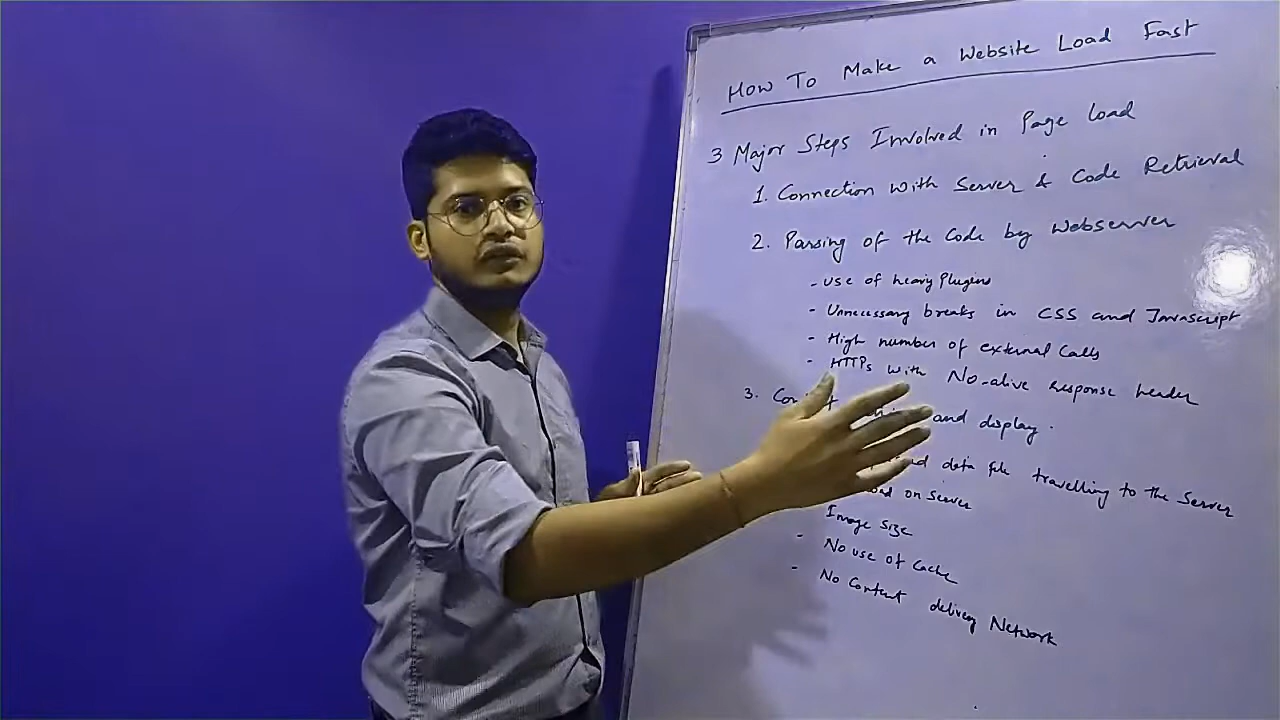 How To Make a Website Load Fast
3 Major Steps Involved in Page Load
1. Connection with Server & Code Retrieval
2. Parsing of the Code by Webserver
- Use of heavy Plugins
- Unnecessary breaks in CSS and Javascript
- High number of external Calls
- HTTPs with No-alive response header
3. and display.
data file travelling to the Server
on Server
Image size
- No use of Cache
- No Content delivery Network